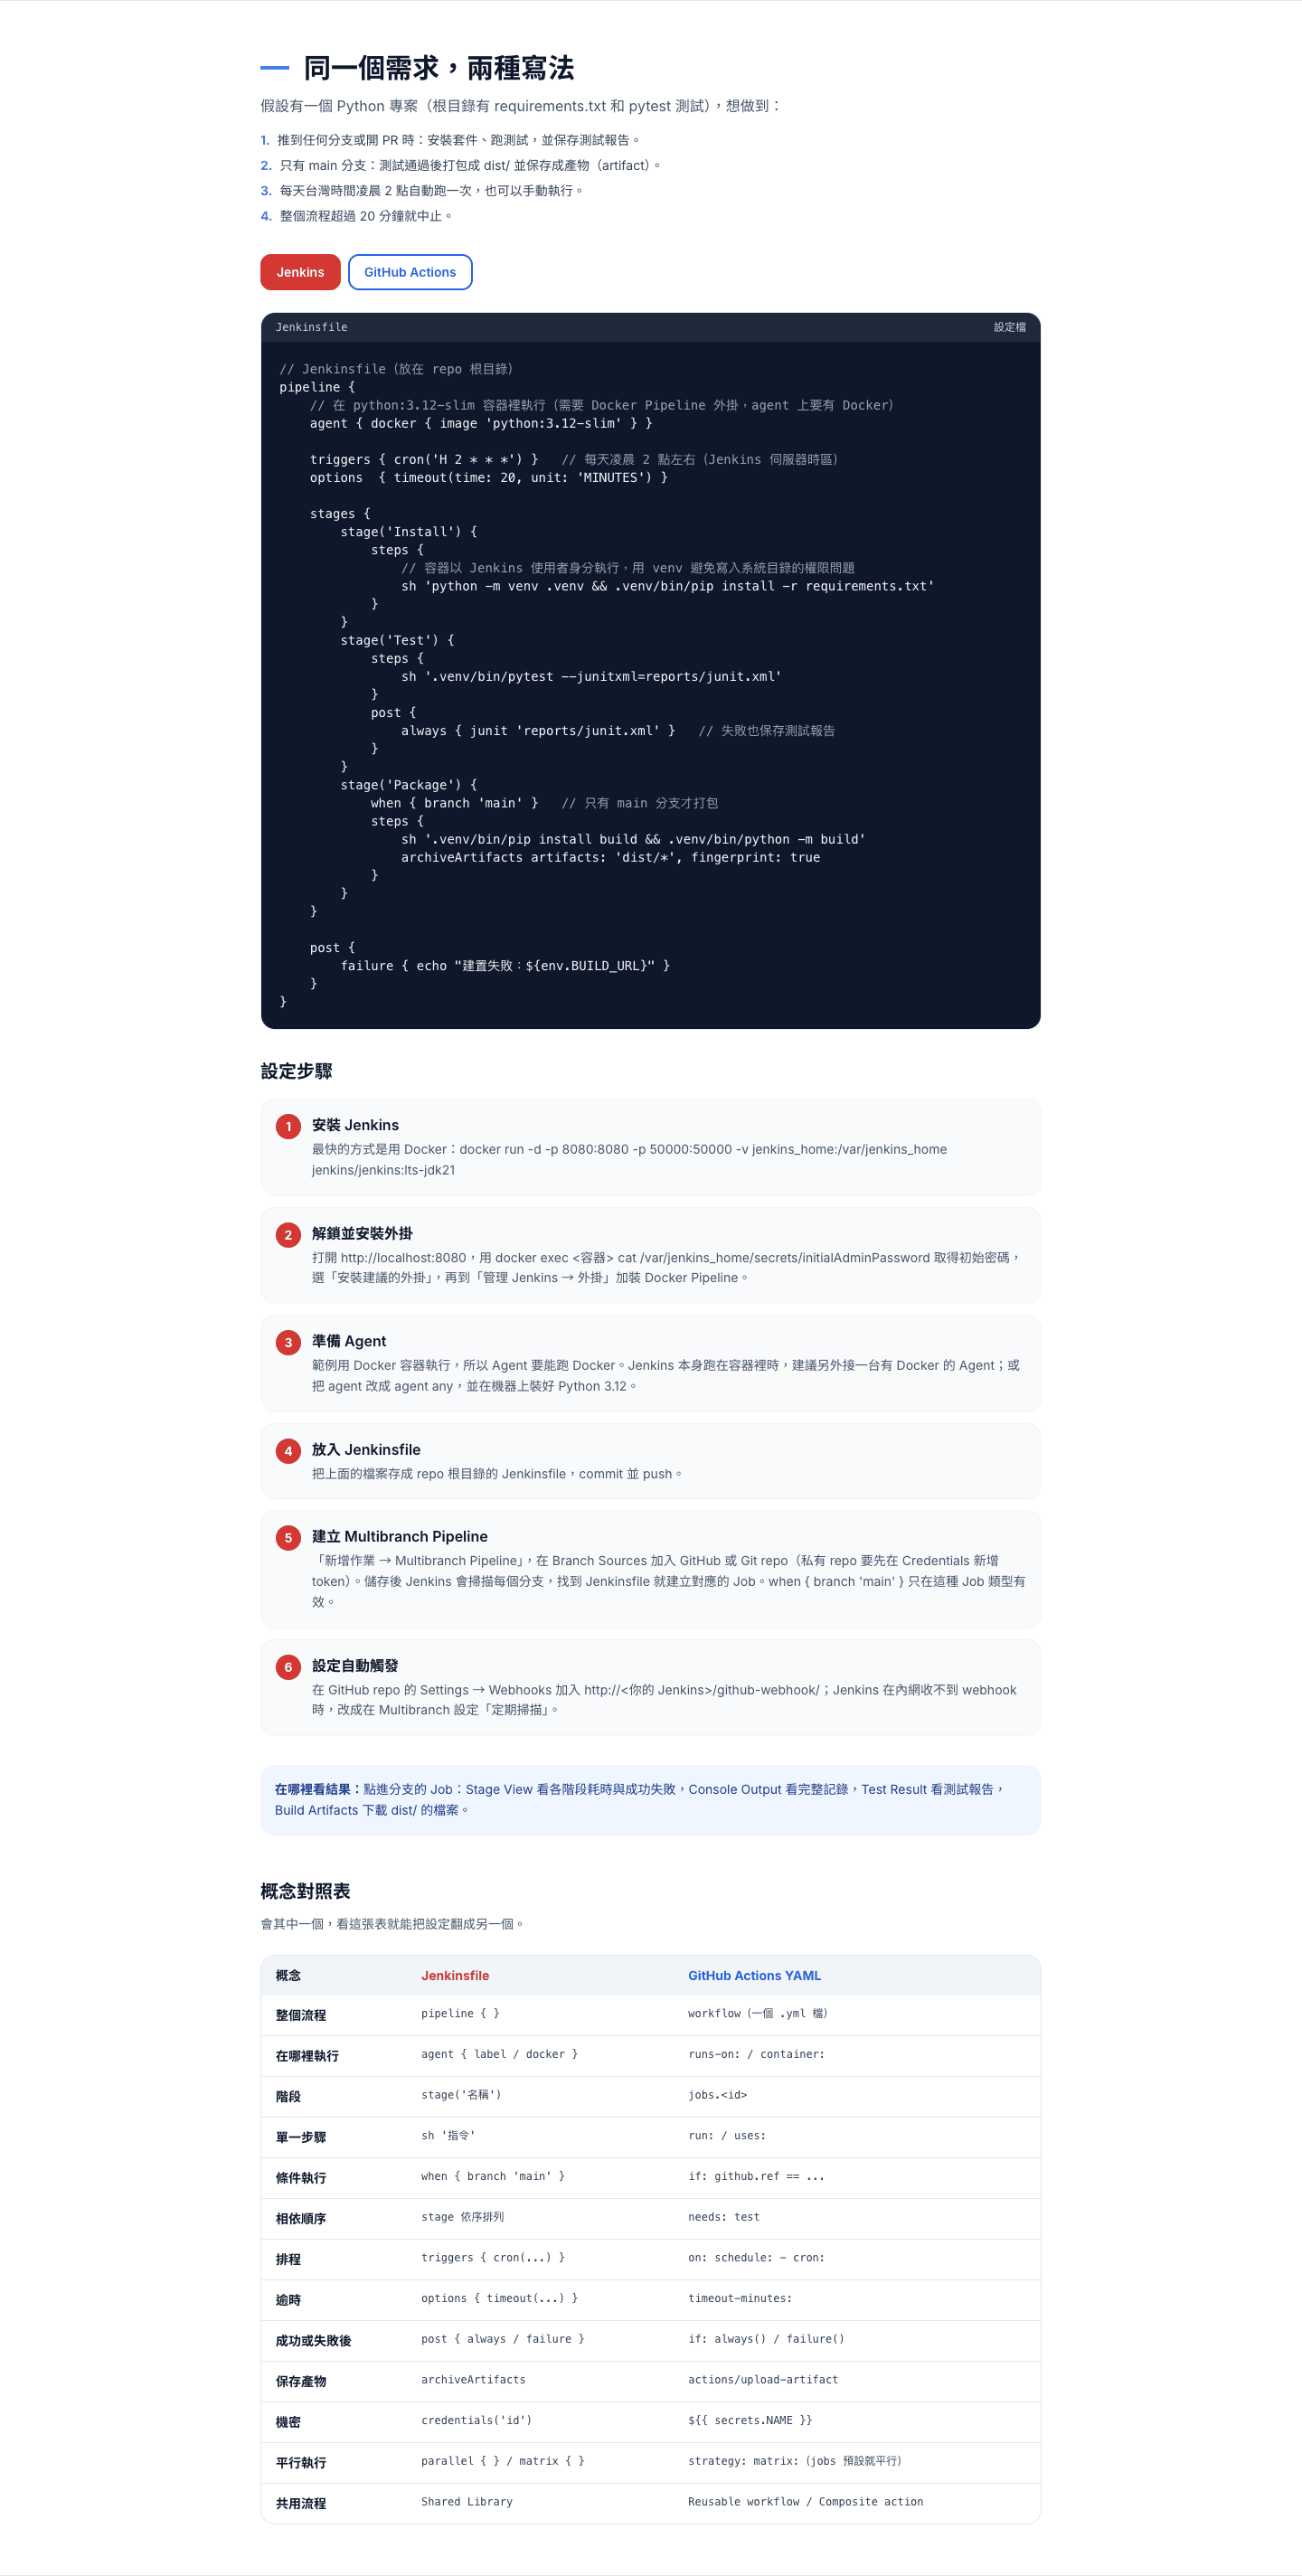 同一個需求，兩種寫法
假設有一個 Python 專案（根目錄有 requirements.txt 和 pytest 測試），想做到：
1. 推到任何分支或開 PR 時：安裝套件、跑測試，並保存測試報告。
2. 只有 main 分支：測試通過後打包成 dist/ 並保存成產物（artifact）。
3. 每天台灣時間凌晨 2 點自動跑一次，也可以手動執行。
4. 整個流程超過 20 分鐘就中止。
Jenkins GitHub Actions
Jenkinsfile 設定檔
// Jenkinsfile（放在 repo 根目錄）
pipeline {
    // 在 python:3.12-slim 容器裡執行（需要 Docker Pipeline 外掛，agent 上要有 Docker）
    agent { docker { image 'python:3.12-slim' } }
    triggers { cron('H 2 * * *') }   // 每天凌晨 2 點左右（Jenkins 伺服器時區）
    options  { timeout(time: 20, unit: 'MINUTES') }
    stages {
        stage('Install') {
            steps {
                // 容器以 Jenkins 使用者身分執行，用 venv 避免寫入系統目錄的權限問題
                sh 'python -m venv .venv && .venv/bin/pip install -r requirements.txt'
            }
        }
        stage('Test') {
            steps {
                sh '.venv/bin/pytest --junitxml=reports/junit.xml'
            }
            post {
                always { junit 'reports/junit.xml' }   // 失敗也保存測試報告
            }
        }
        stage('Package') {
            when { branch 'main' }   // 只有 main 分支才打包
            steps {
                sh '.venv/bin/pip install build && .venv/bin/python -m build'
                archiveArtifacts artifacts: 'dist/*', fingerprint: true
            }
        }
    }
    post {
        failure { echo "建置失敗：${env.BUILD_URL}" }
    }
}
設定步驟
1 安裝 Jenkins
最快的方式是用 Docker：docker run -d -p 8080:8080 -p 50000:50000 -v jenkins_home:/var/jenkins_home
jenkins/jenkins:lts-jdk21
2 解鎖並安裝外掛
打開 http://localhost:8080，用 docker exec <容器> cat /var/jenkins_home/secrets/initialAdminPassword 取得初始密碼，
選「安裝建議的外掛」，再到「管理 Jenkins → 外掛」加裝 Docker Pipeline。
3 準備 Agent
範例用 Docker 容器執行，所以 Agent 要能跑 Docker。Jenkins 本身跑在容器裡時，建議另外接一台有 Docker 的 Agent；或
把 agent 改成 agent any，並在機器上裝好 Python 3.12。
4 放入 Jenkinsfile
把上面的檔案存成 repo 根目錄的 Jenkinsfile，commit 並 push。
5 建立 Multibranch Pipeline
「新增作業 → Multibranch Pipeline」，在 Branch Sources 加入 GitHub 或 Git repo（私有 repo 要先在 Credentials 新增
token）。儲存後 Jenkins 會掃描每個分支，找到 Jenkinsfile 就建立對應的 Job。when { branch 'main' } 只在這種 Job 類型有
效。
6 設定自動觸發
在 GitHub repo 的 Settings → Webhooks 加入 http://<你的 Jenkins>/github-webhook/；Jenkins 在內網收不到 webhook
時，改成在 Multibranch 設定「定期掃描」。
在哪裡看結果：點進分支的 Job：Stage View 看各階段耗時與成功失敗，Console Output 看完整記錄，Test Result 看測試報告，
Build Artifacts 下載 dist/ 的檔案。
概念對照表
會其中一個，看這張表就能把設定翻成另一個。
概念 Jenkinsfile GitHub Actions YAML
整個流程 pipeline { } workflow（一個 .yml 檔）
在哪裡執行 agent { label / docker } runs-on: / container:
階段 stage('名稱') jobs.<id>
單一步驟 sh '指令' run: / uses:
條件執行 when { branch 'main' } if: github.ref == ...
相依順序 stage 依序排列 needs: test
排程 triggers { cron(...) } on: schedule: - cron:
逾時 options { timeout(...) } timeout-minutes:
成功或失敗後 post { always / failure } if: always() / failure()
保存產物 archiveArtifacts actions/upload-artifact
機密 credentials('id') ${{ secrets.NAME }}
平行執行 parallel { } / matrix { } strategy: matrix:（jobs 預設就平行）
共用流程 Shared Library Reusable workflow / Composite action